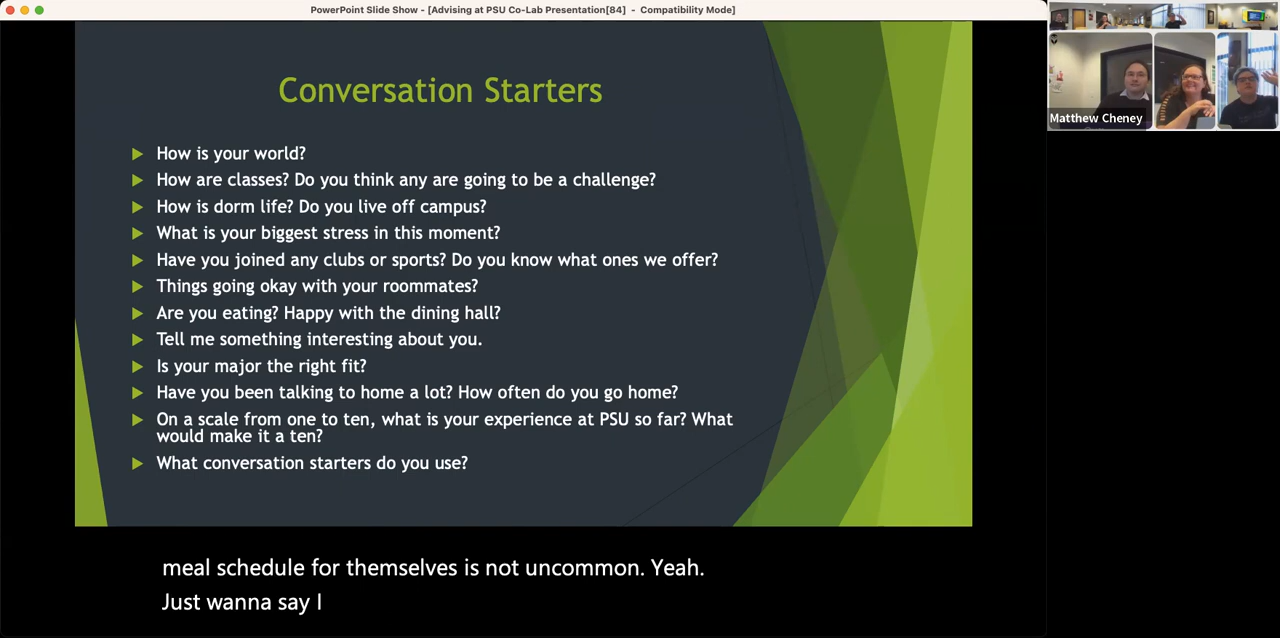 PowerPoint Slide Show - [Advising at PSU Co-Lab Presentation[84] - Compatibility Mode]
Conversation Starters
How is your world?
How are classes? Do you think any are going to be a challenge?
How is dorm life? Do you live off campus?
What is your biggest stress in this moment?
Have you joined any clubs or sports? Do you know what ones we offer?
Things going okay with your roommates?
Are you eating? Happy with the dining hall?
Tell me something interesting about you.
Is your major the right fit?
Have you been talking to home a lot? How often do you go home?
On a scale from one to ten, what is your experience at PSU so far? What
would make it a ten?
What conversation starters do you use?
Matthew Cheney
meal schedule for themselves is not uncommon. Yeah.
Just wanna say I